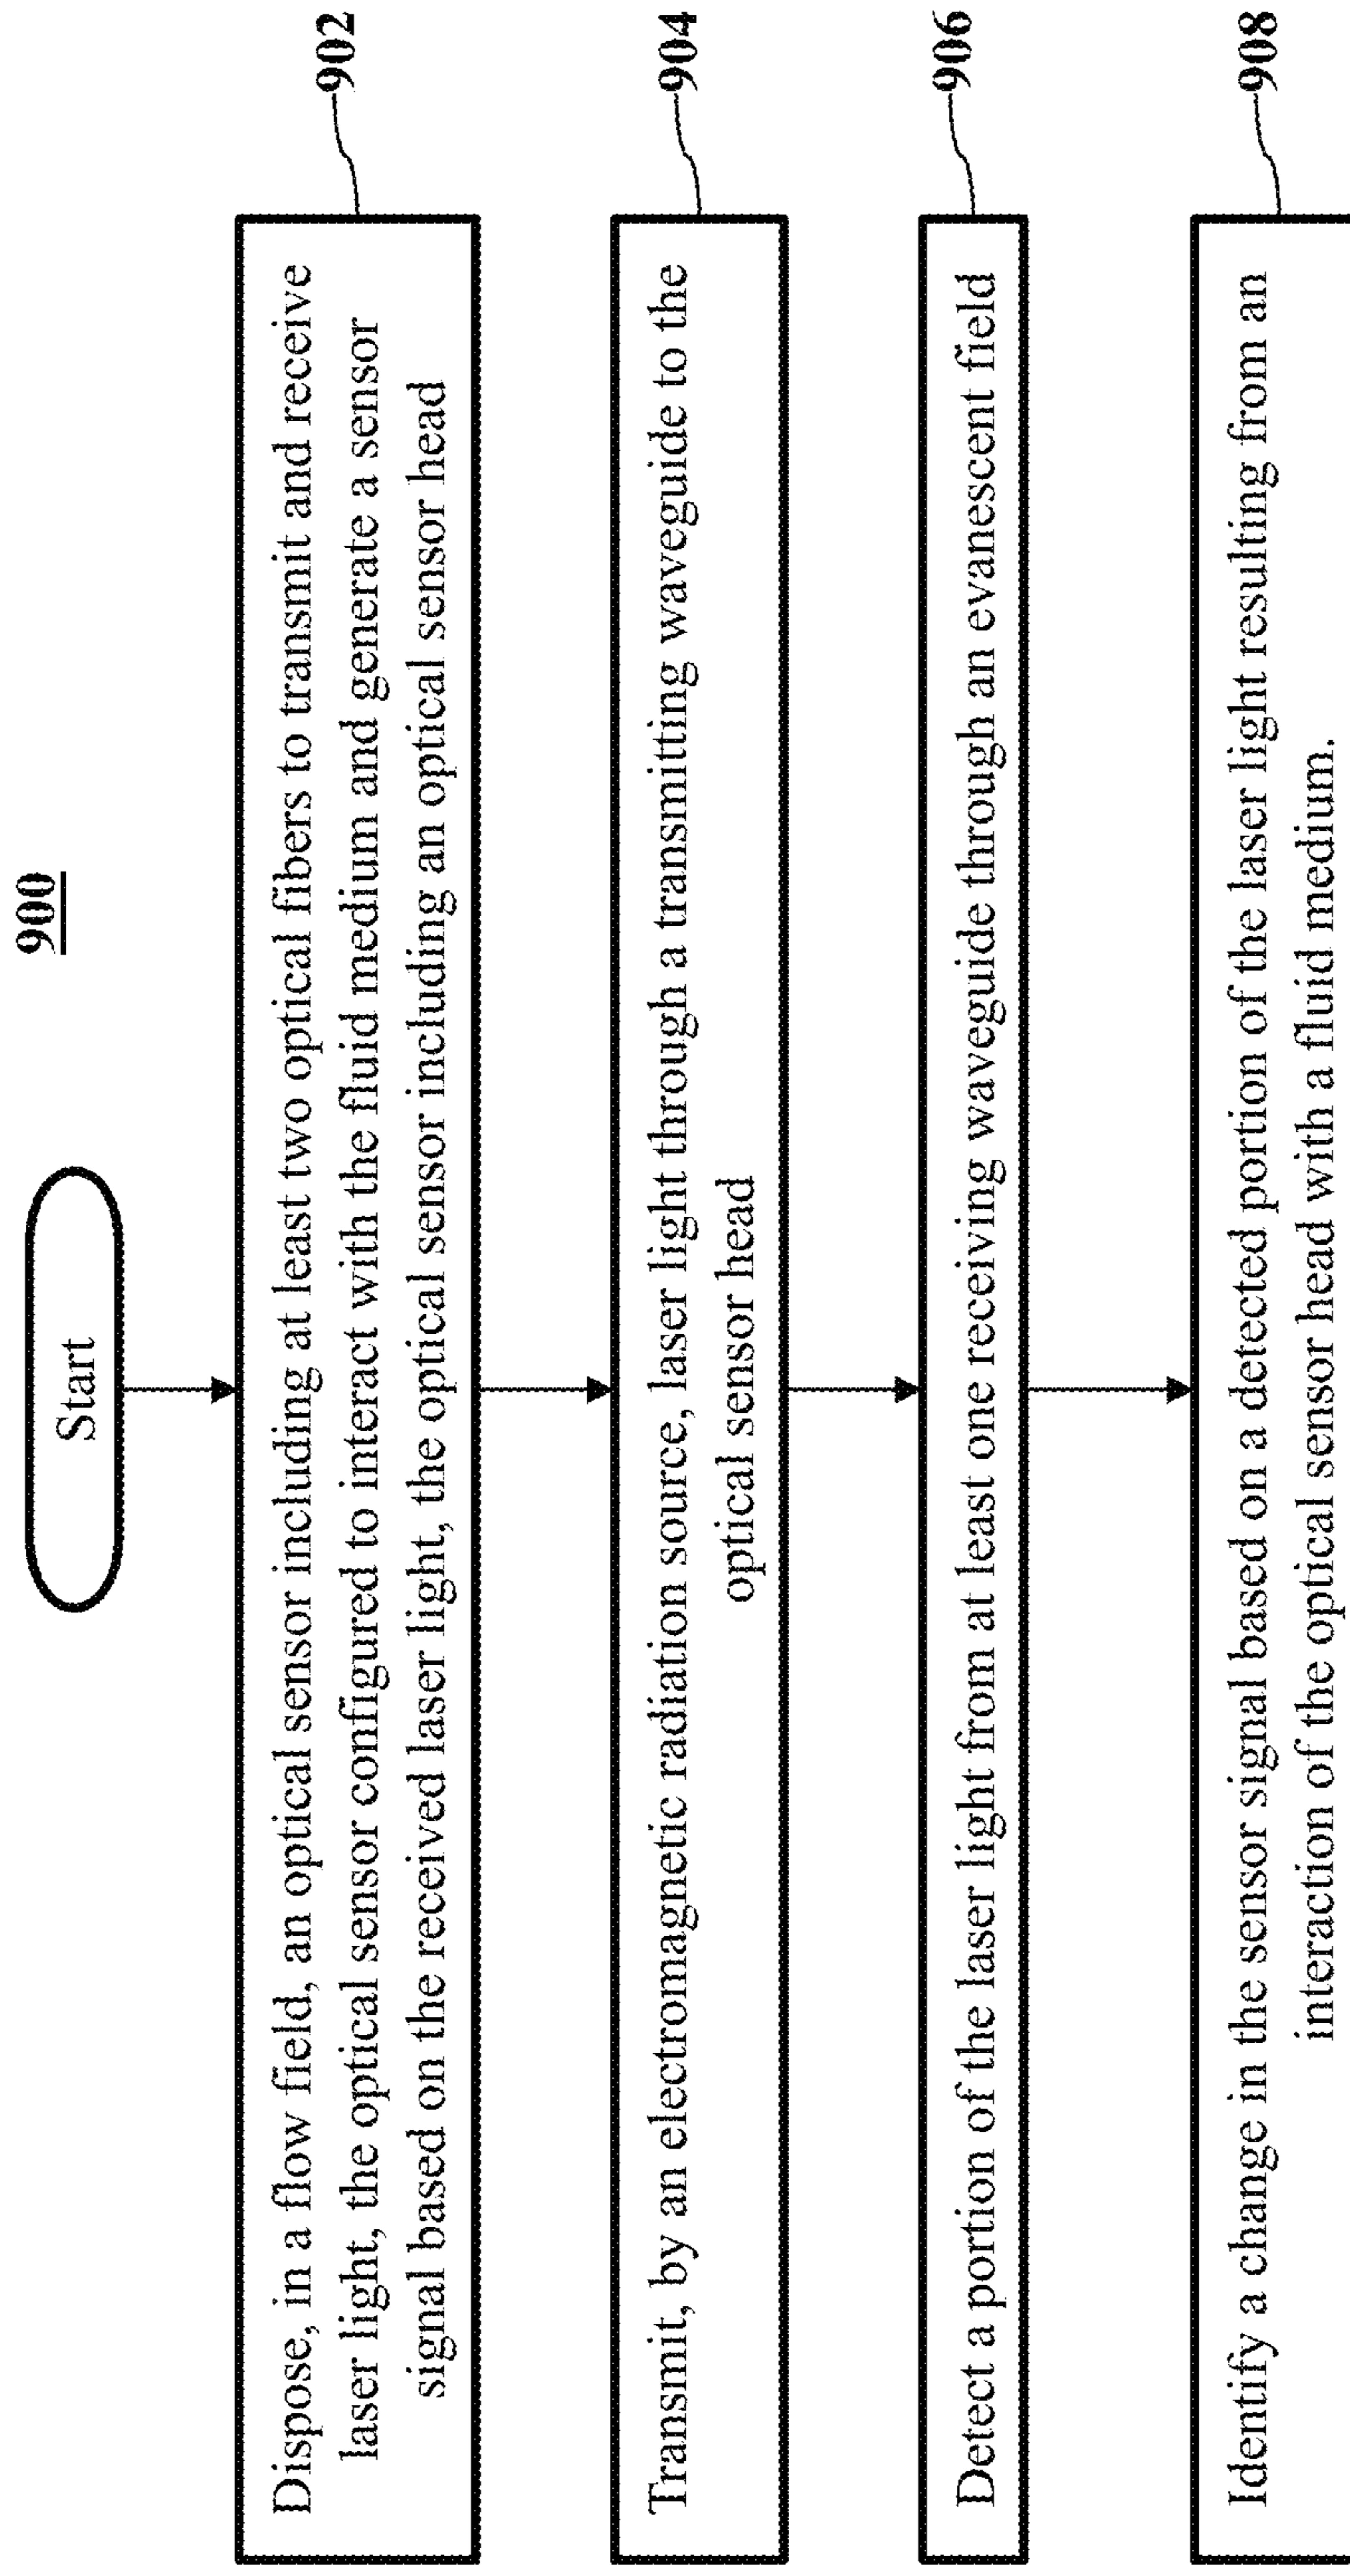 900
Start
Dispose, in a flow field, an optical sensor including at least two optical fibers to transmit and receive
laser light, the optical sensor configured to interact with the fluid medium and generate a sensor
signal based on the received laser light, the optical sensor including an optical sensor head
902
Transmit, by an electromagnetic radiation source, laser light through a transmitting waveguide to the
optical sensor head
904
Detect a portion of the laser light from at least one receiving waveguide through an evanescent field
906
Identify a change in the sensor signal based on a detected portion of the laser light resulting from an
interaction of the optical sensor head with a fluid medium.
908